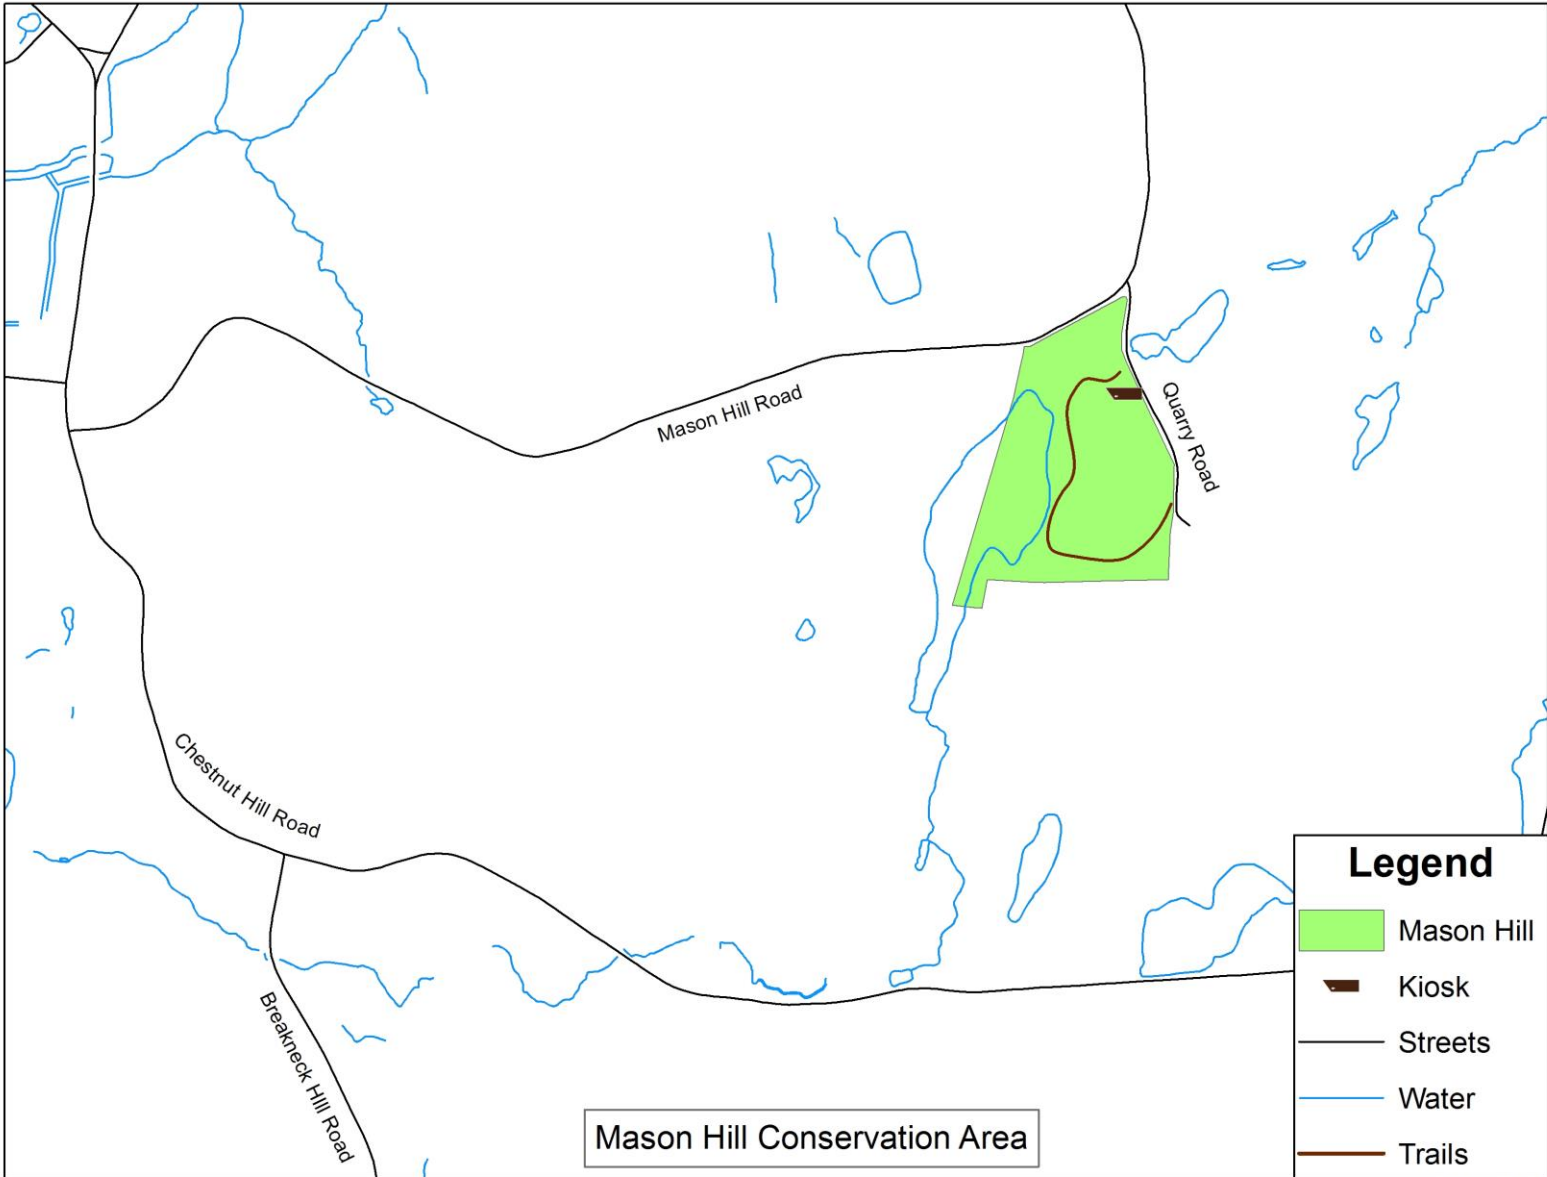 Mason Hill Road
Quarry Road
Chestnut Hill Road
Breakneck HIll Road
Mason Hill Conservation Area
Legend
Mason Hill
Kiosk
Streets
Water
Trails